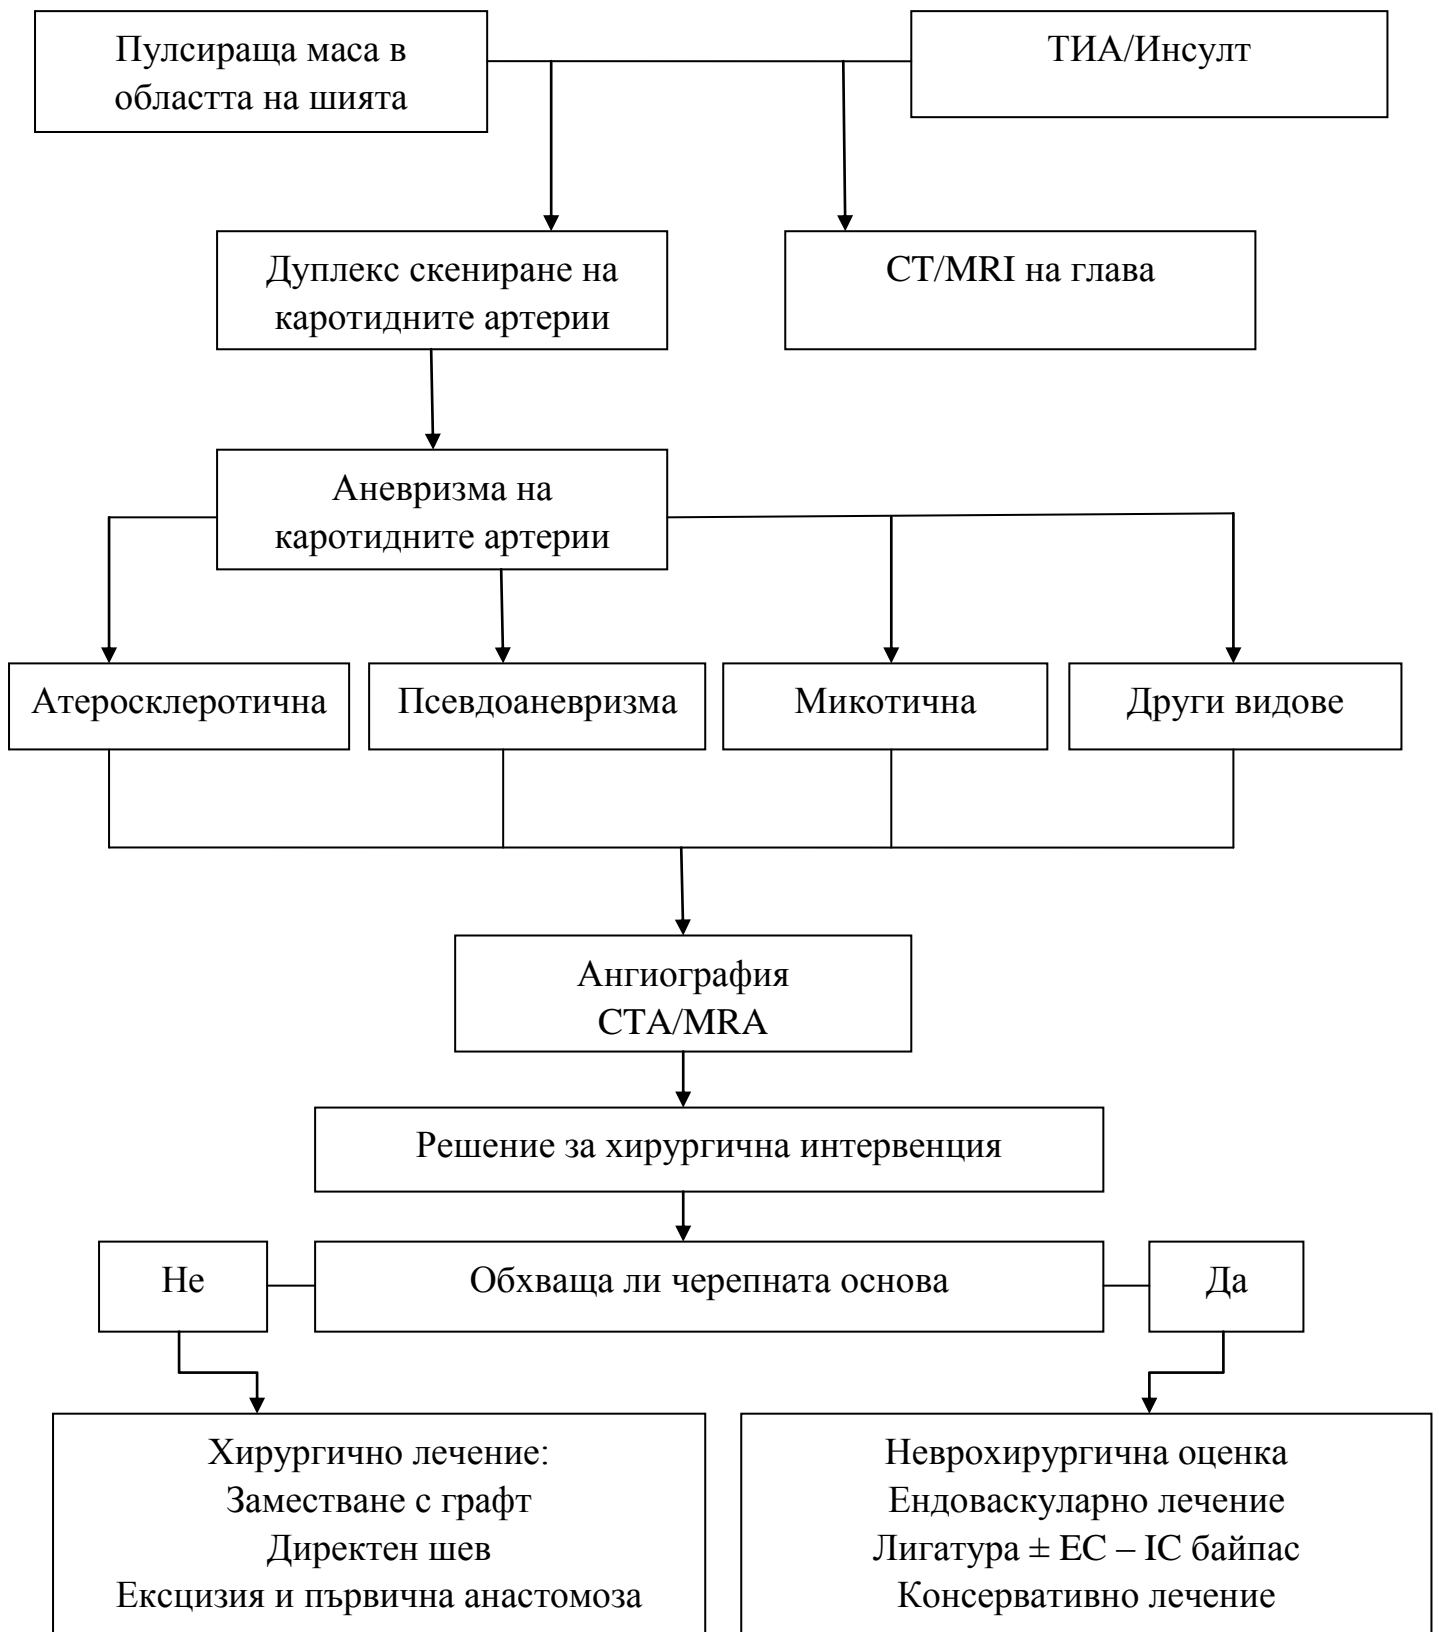 Пулсираща маса в
областта на шията
ТИА/Инсулт
Дуплекс скениране на
каротидните артерии
CT/MRI на глава
Аневризма на
каротидните артерии
Атеросклеротична
Псевдоаневризма
Микотична
Други видове
Ангиография
CTA/MRA
Решение за хирургична интервенция
Не
Обхваща ли черепната основа
Да
Хирургично лечение:
Заместване с графт
Директен шев
Ексцизия и първична анастомоза
Неврохирургична оценка
Ендоваскуларно лечение
Лигатура ± EC – IC байпас
Консервативно лечение